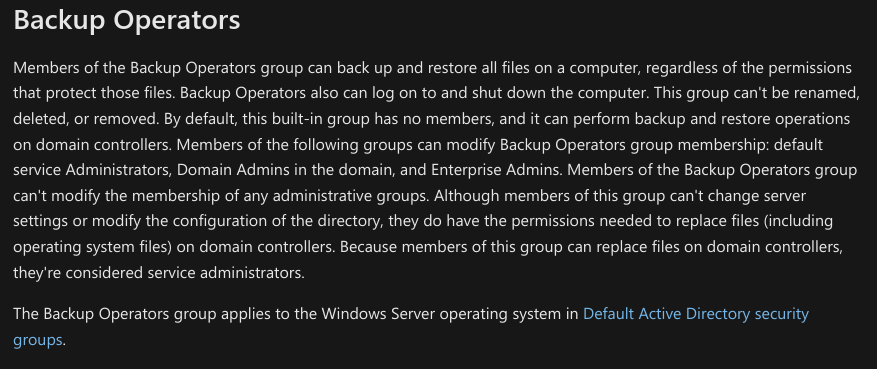 Backup Operators
Members of the Backup Operators group can back up and restore all files on a computer, regardless of the permissions
that protect those files. Backup Operators also can log on to and shut down the computer. This group can't be renamed,
deleted, or removed. By default, this built-in group has no members, and it can perform backup and restore operations
on domain controllers. Members of the following groups can modify Backup Operators group membership: default
service Administrators, Domain Admins in the domain, and Enterprise Admins. Members of the Backup Operators group
can't modify the membership of any administrative groups. Although members of this group can't change server
settings or modify the configuration of the directory, they do have the permissions needed to replace files (including
operating system files) on domain controllers. Because members of this group can replace files on domain controllers,
they're considered service administrators.
The Backup Operators group applies to the Windows Server operating system in Default Active Directory security
groups.